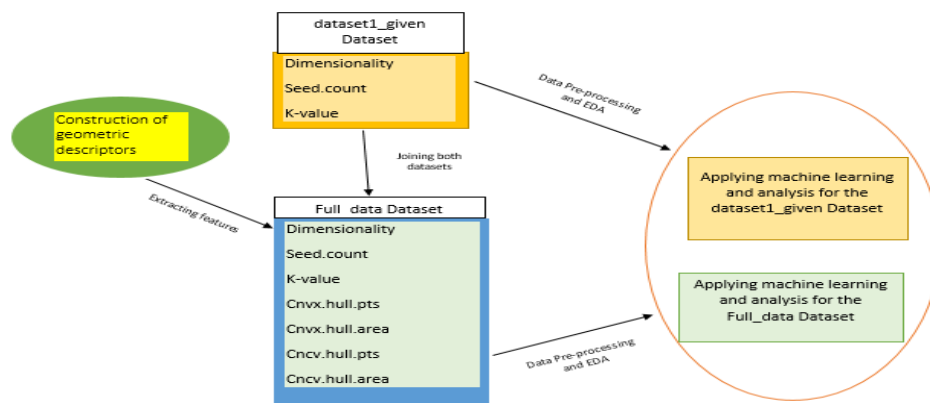 dataset1_given
Dataset
Dimensionality
Seed.count
K-value
Data Pre-processing
and EDA
Construction of
geometric
descriptors
Joining both
datasets
Extracting features
Applying machine learning
and analysis for the
dataset1_given Dataset
Full_data Dataset
Dimensionality
Seed.count
K-value
Cnvx.hull.pts
Cnvx.hull.area
Cncv.hull.pts
Cncv.hull.area
Applying machine learning
and analysis for the
Full_data Dataset
Data Pre-processing
and EDA